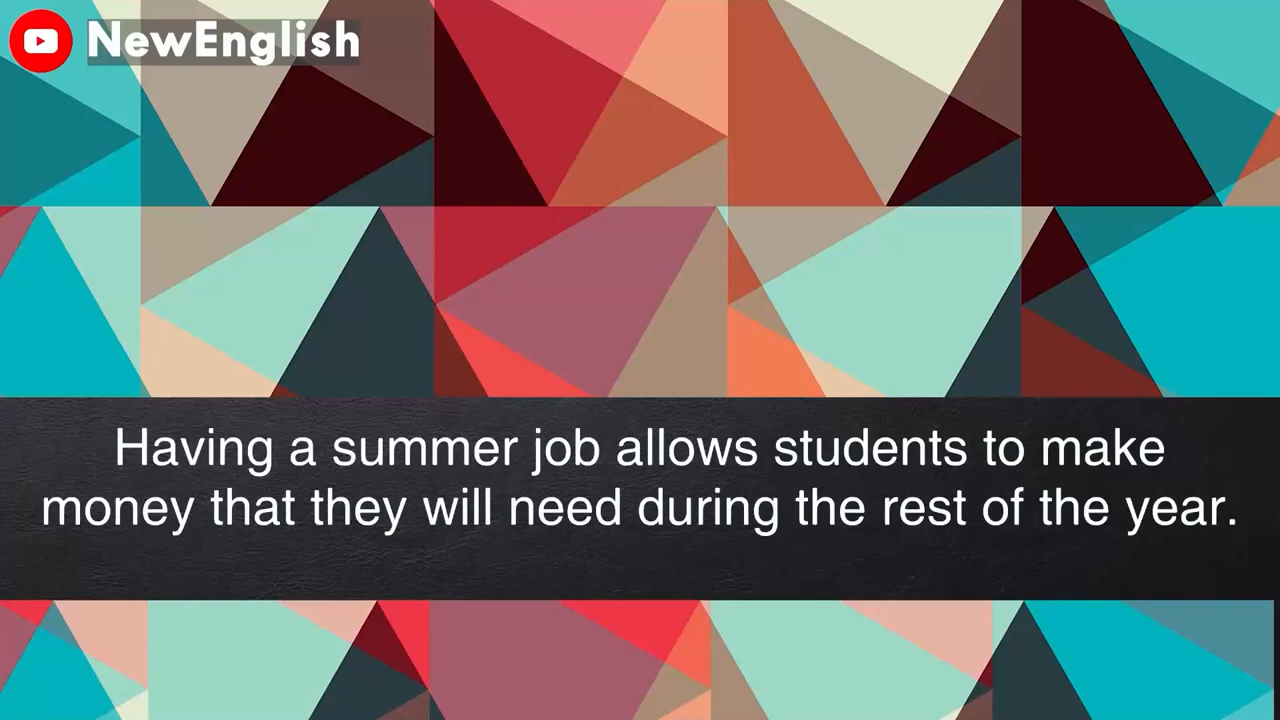 NewEnglish
Having a summer job allows students to make
money that they will need during the rest of the year.